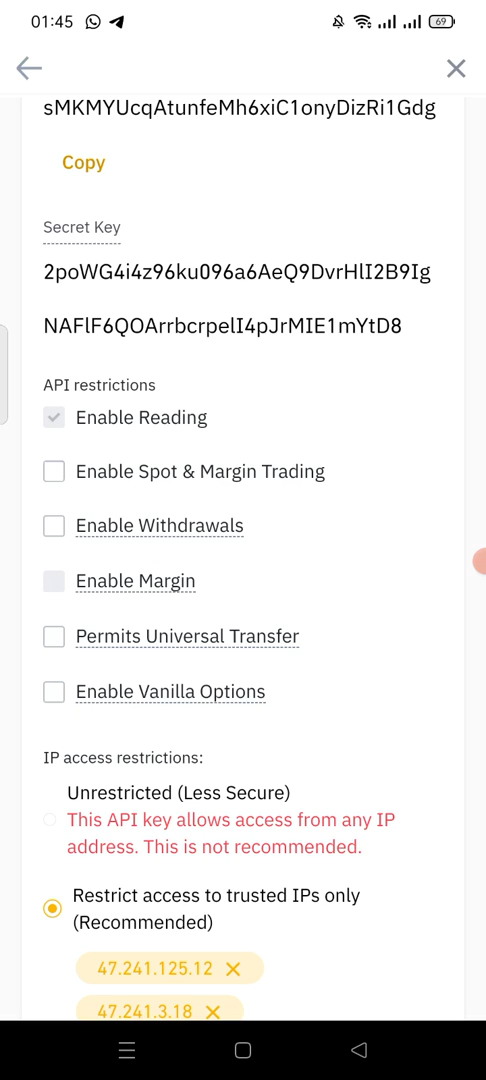 01:45
69
sMKMYUcqAtunfeMh6xiC1onyDizRi1Gdg
Copy
Secret Key
2poWG4i4z96ku096a6AeQ9DvrHlI2B9Ig
NAFlF6QOArrbcrpelI4pJrMIE1mYtD8
API restrictions
Enable Reading
Enable Spot & Margin Trading
Enable Withdrawals
Enable Margin
Permits Universal Transfer
Enable Vanilla Options
IP access restrictions:
Unrestricted (Less Secure)
This API key allows access from any IP
address. This is not recommended.
Restrict access to trusted IPs only
(Recommended)
47.241.125.12
47.241.3.18